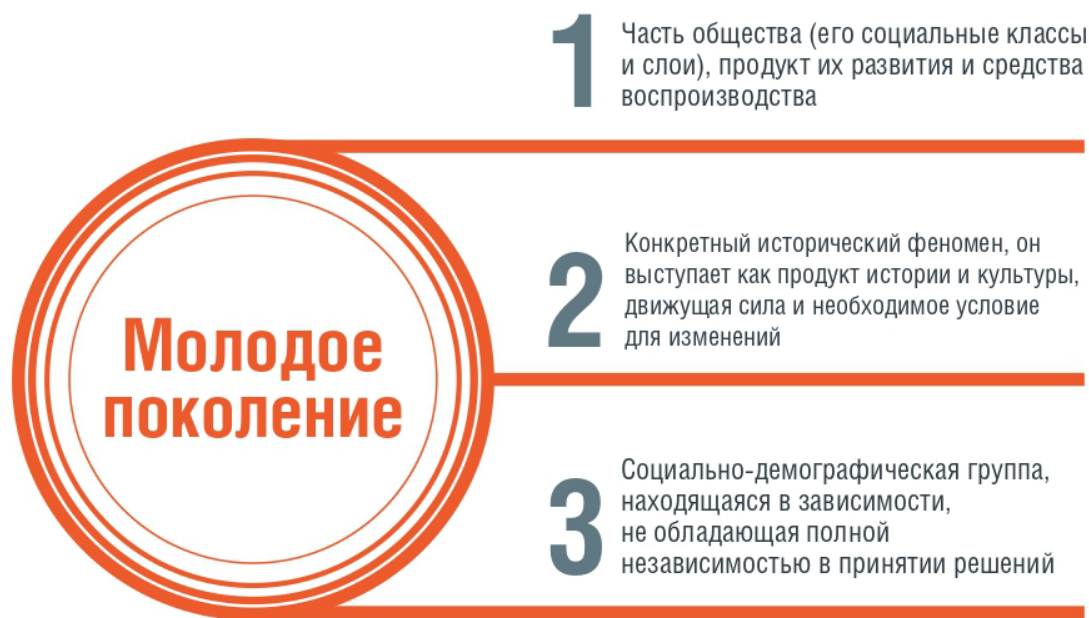 1
Часть общества (его социальные классы
и слои), продукт их развития и средства
воспроизводства
Молодое
поколение
2
Конкретный исторический феномен, он
выступает как продукт истории и культуры,
движущая сила и необходимое условие
для изменений
3
Социально-демографическая группа,
находящаяся в зависимости,
не обладающая полной
независимостью в принятии решений